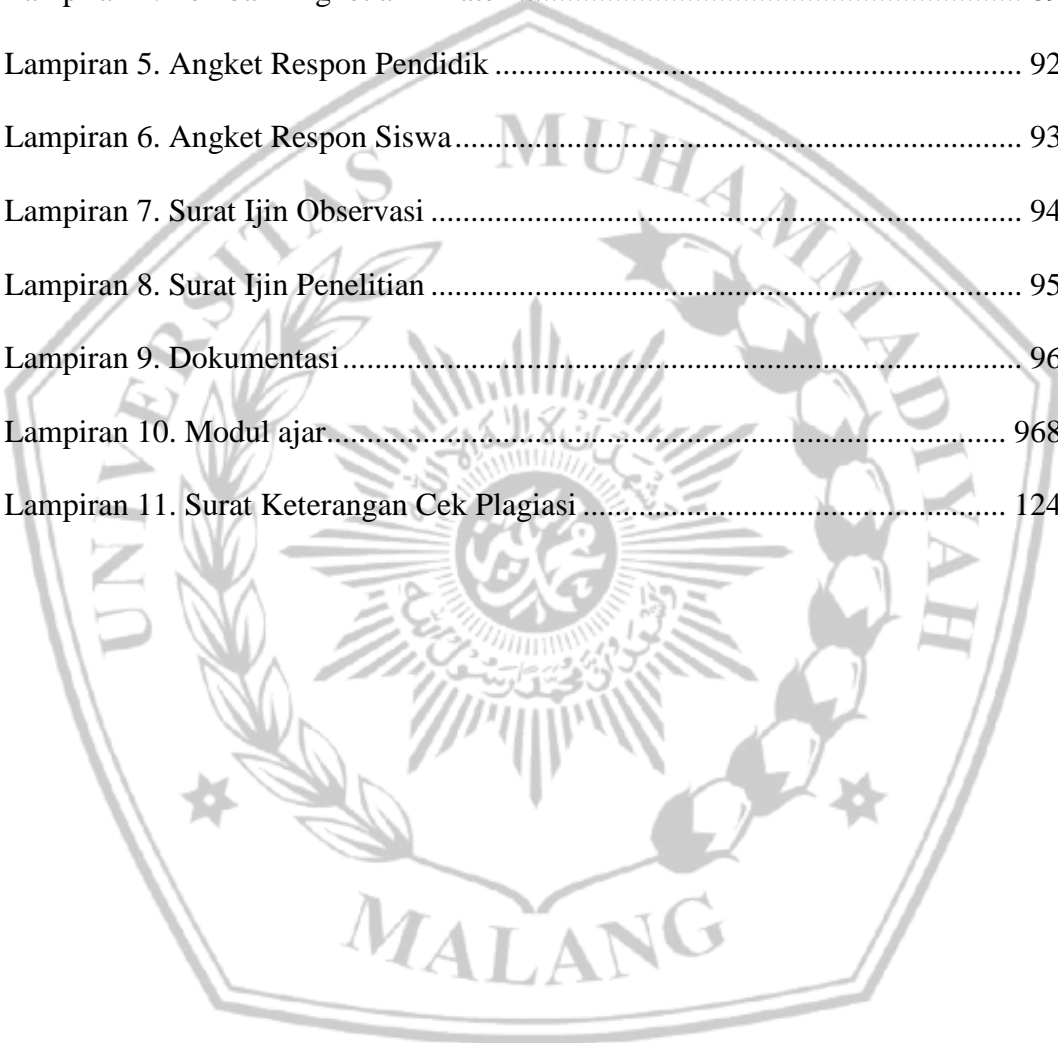 Lampiran 5. Angket Respon Pendidik ........................................................................ 92
Lampiran 6. Angket Respon Siswa ............................................................................. 93
Lampiran 7. Surat Ijin Observasi ................................................................................ 94
Lampiran 8. Surat Ijin Penelitian ................................................................................ 95
Lampiran 9. Dokumentasi ........................................................................................... 96
Lampiran 10. Modul ajar............................................................................................ 968
Lampiran 11. Surat Keterangan Cek Plagiasi ........................................................... 124
UNIVERSITAS MUHAMMADIYAH
MALANG